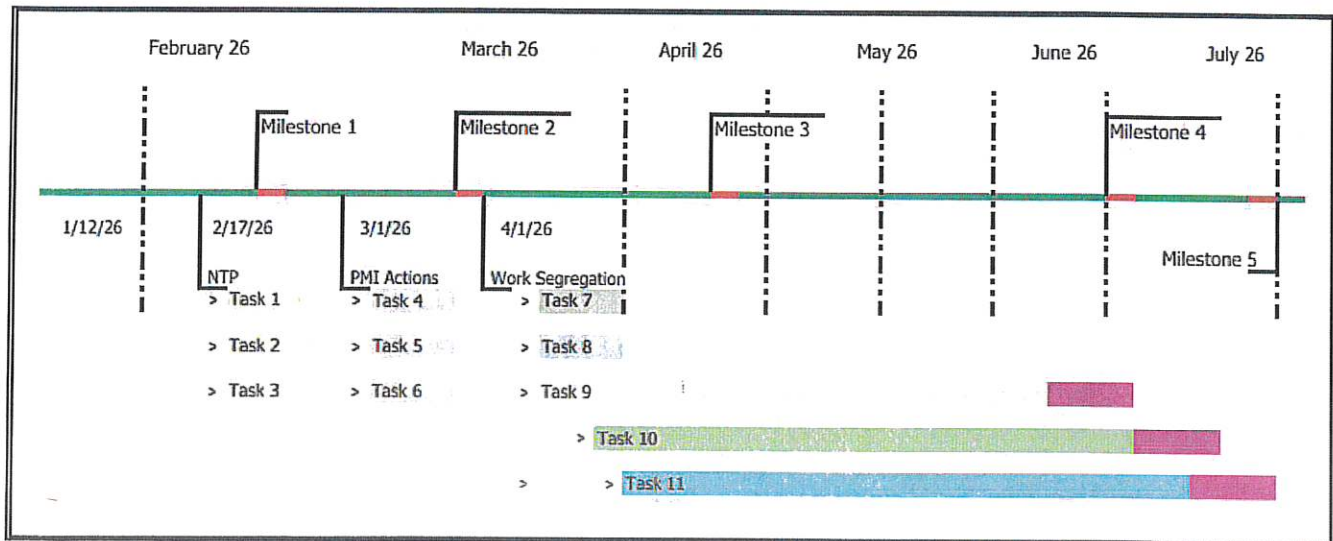 February 26 March 26 April 26 May 26 June 26 July 26
Milestone 1 Milestone 2 Milestone 3 Milestone 4
1/12/26 2/17/26 3/1/26 4/1/26
Milestone 5
NTP PMI Actions Work Segregation
> Task 1 > Task 4 > Task 7
> Task 2 > Task 5 > Task 8
> Task 3 > Task 6 > Task 9
> Task 10
> > Task 11